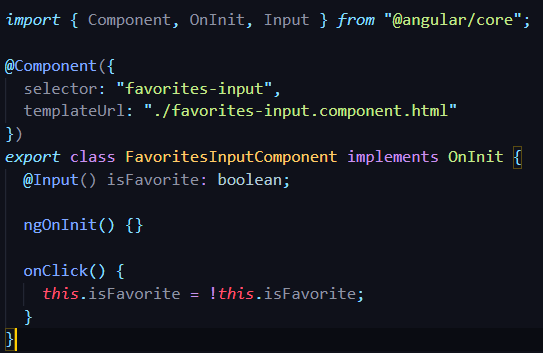 import { Component, OnInit, Input } from "@angular/core";
@Component({
selector: "favorites-input",
templateUrl: "./favorites-input.component.html"
})
export class FavoritesInputComponent implements OnInit {
@Input() isFavorite: boolean;
ngOnInit() {}
onClick() {
this.isFavorite = !this.isFavorite;
}
}